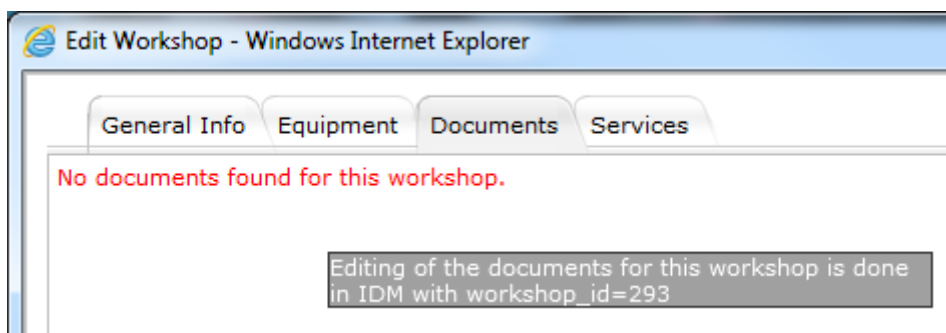 Edit Workshop - Windows Internet Explorer
General Info Equipment Documents Services
No documents found for this workshop.
Editing of the documents for this workshop is done
in IDM with workshop_id=293